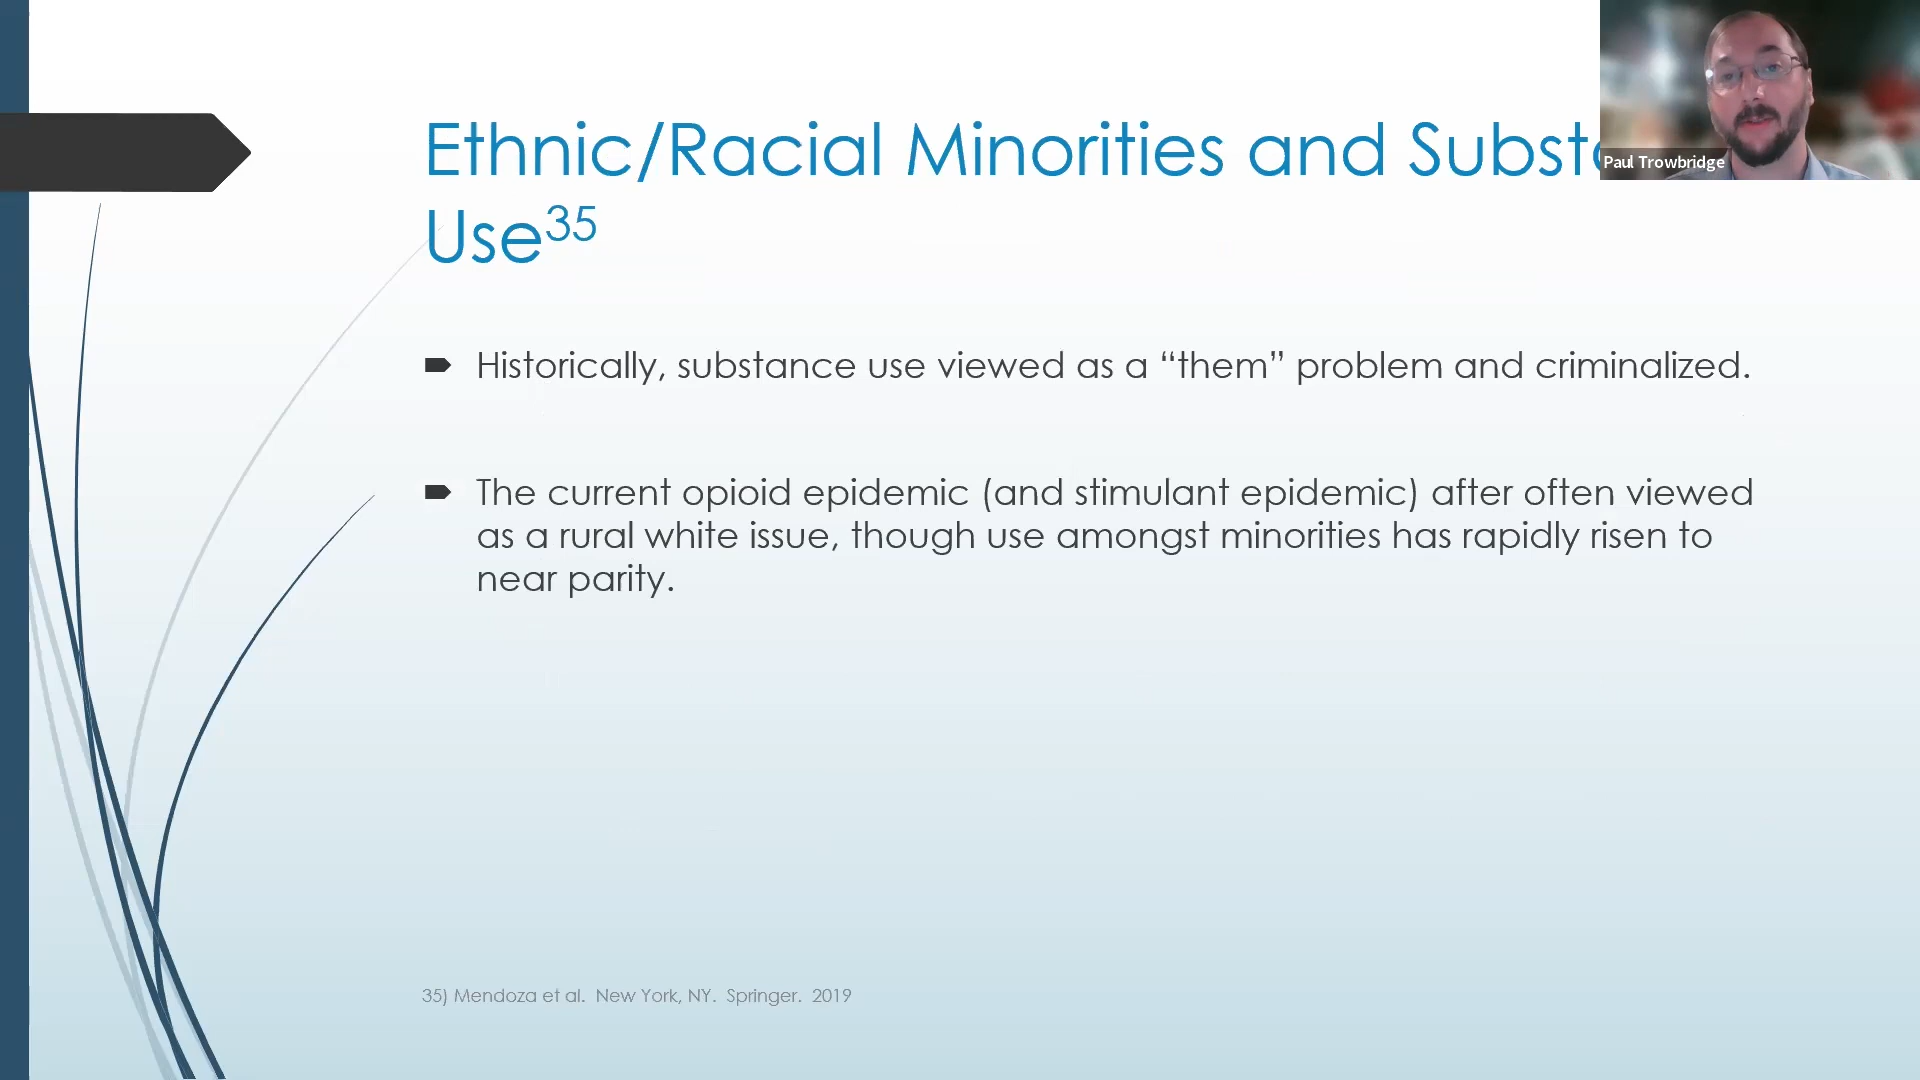 Ethnic/Racial Minorities and
Use35
Historically, substance use viewed as a “them” problem and criminalized.
The current opioid epidemic (and stimulant epidemic) after often viewed
as a rural white issue, though use amongst minorities has rapidly risen to
near parity.
35) Mendoza et al. New York, NY. Springer. 2019
Paul Trowbridge